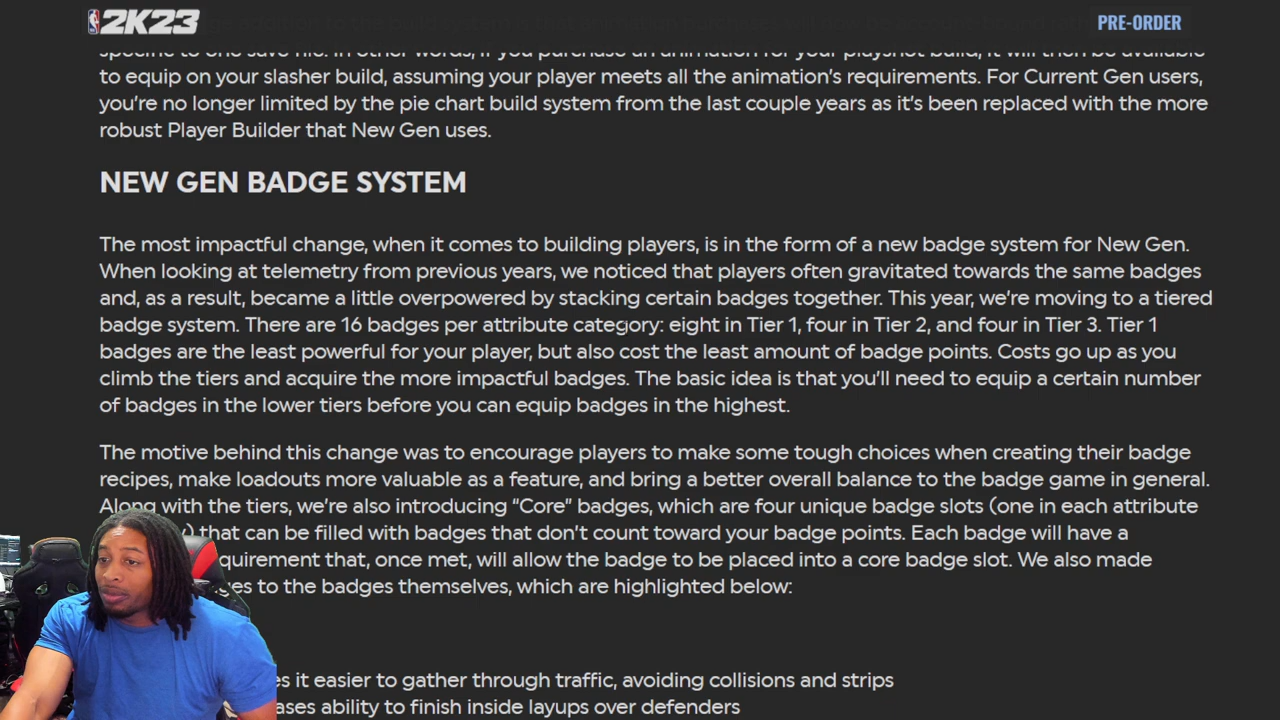 2K23
PRE-ORDER
specific to one save file. In other words, if you purchase an animation for your playshot build, it will then be available
to equip on your slasher build, assuming your player meets all the animation's requirements. For Current Gen users,
you're no longer limited by the pie chart build system from the last couple years as it's been replaced with the more
robust Player Builder that New Gen uses.
NEW GEN BADGE SYSTEM
The most impactful change, when it comes to building players, is in the form of a new badge system for New Gen.
When looking at telemetry from previous years, we noticed that players often gravitated towards the same badges
and, as a result, became a little overpowered by stacking certain badges together. This year, we're moving to a tiered
badge system. There are 16 badges per attribute category: eight in Tier 1, four in Tier 2, and four in Tier 3. Tier 1
badges are the least powerful for your player, but also cost the least amount of badge points. Costs go up as you
climb the tiers and acquire the more impactful badges. The basic idea is that you'll need to equip a certain number
of badges in the lower tiers before you can equip badges in the highest.
The motive behind this change was to encourage players to make some tough choices when creating their badge
recipes, make loadouts more valuable as a feature, and bring a better overall balance to the badge game in general.
Along with the tiers, we're also introducing “Core” badges, which are four unique badge slots (one in each attribute
that can be filled with badges that don't count toward your badge points. Each badge will have a
that, once met, will allow the badge to be placed into a core badge slot. We also made
to the badges themselves, which are highlighted below:
it easier to gather through traffic, avoiding collisions and strips
ability to finish inside layups over defenders